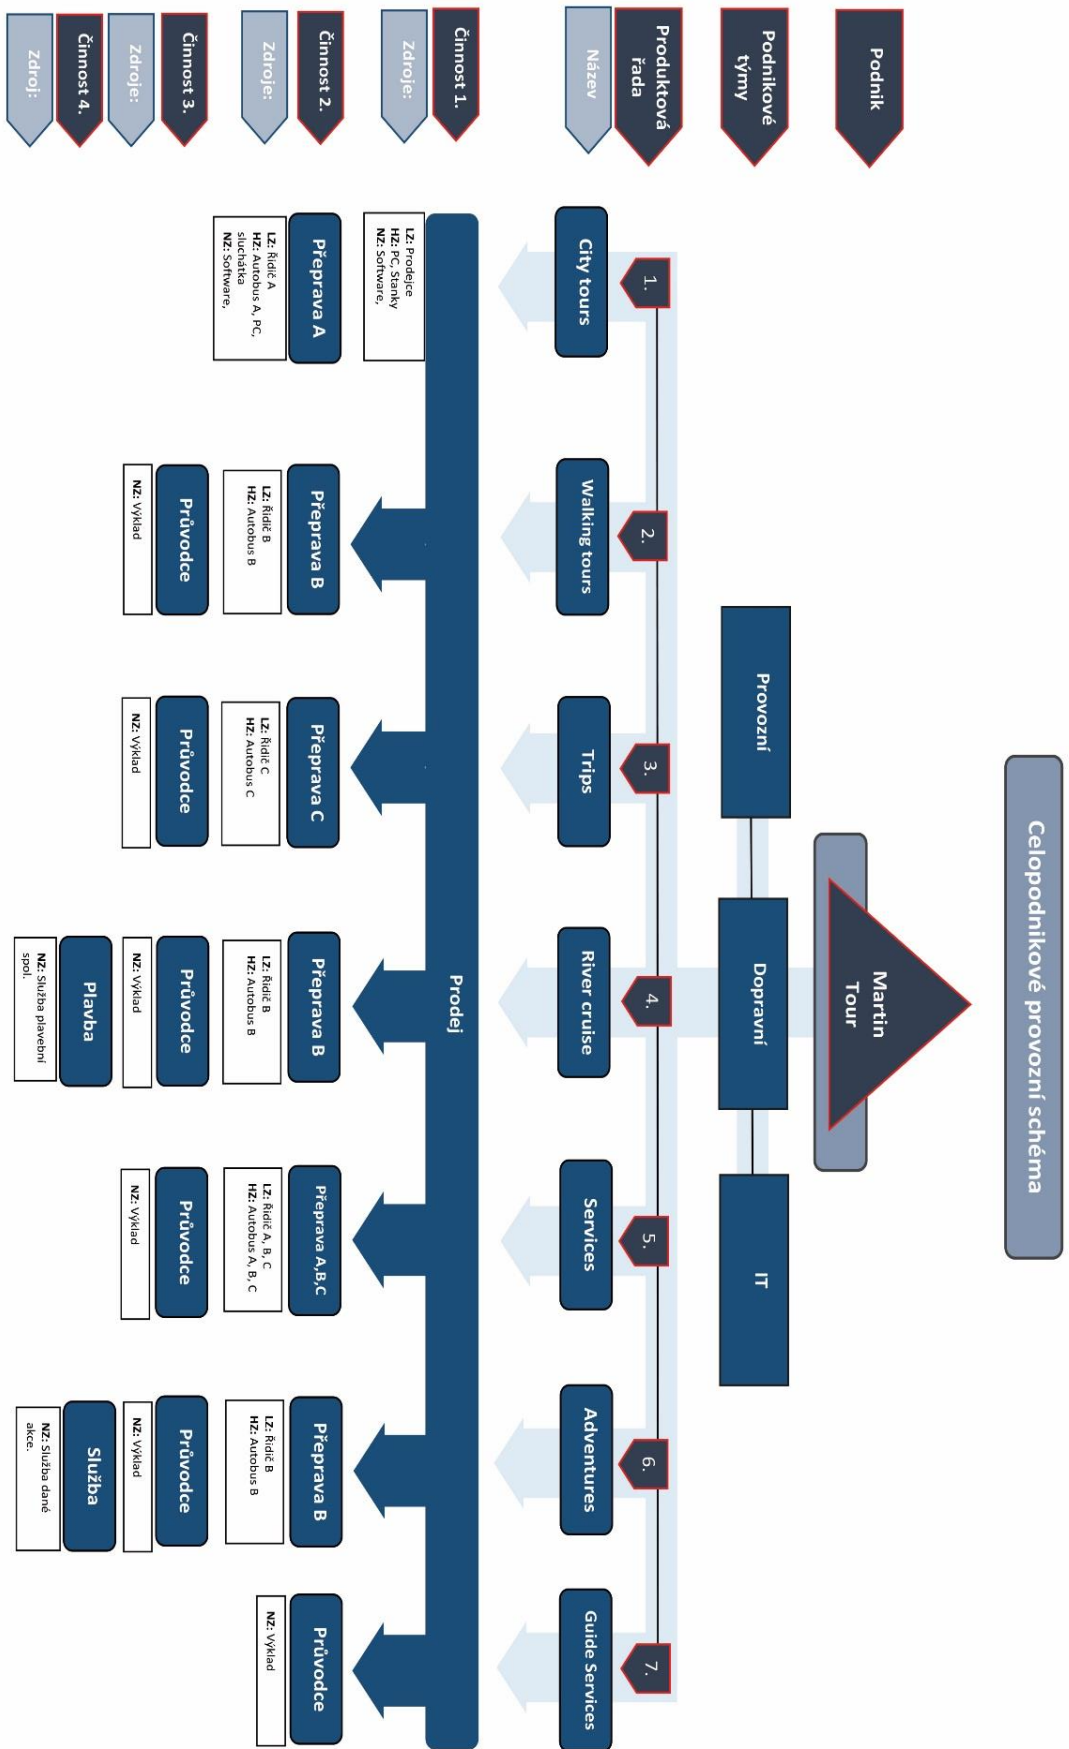 Celopodnikové provozní schéma
Podnik
Martin
Tour
Podnikové
týmy
Provozní
Dopravní
IT
Produktová
řada
1.
2.
3.
4.
5.
6.
7.
Název
City tours
Walking tours
Trips
River cruise
Services
Adventures
Guide Services
Činnost 1.
Prodej
Zdroje:
LZ: Prodejce
HZ: PC, Stanky
NZ: Software,
Činnost 2.
Přeprava A
Přeprava B
Přeprava C
Přeprava B
Přeprava A,B,C
Přeprava B
Průvodce
Zdroje:
LZ: Řidič A
HZ: Autobus A, PC,
sluchátka
NZ: Software,
LZ: Řidič B
HZ: Autobus B
LZ: Řidič C
HZ: Autobus C
LZ: Řidič B
HZ: Autobus B
LZ: Řidič A, B, C
HZ: Autobus A, B, C
LZ: Řidič B
HZ: Autobus B
NZ: Výklad
Činnost 3.
Průvodce
Průvodce
Průvodce
Průvodce
Průvodce
Zdroje:
NZ: Výklad
NZ: Výklad
NZ: Výklad
NZ: Výklad
NZ: Výklad
Činnost 4.
Plavba
Služba
Zdroj:
NZ: Služba plavební
spol.
NZ: Služba dané
akce.